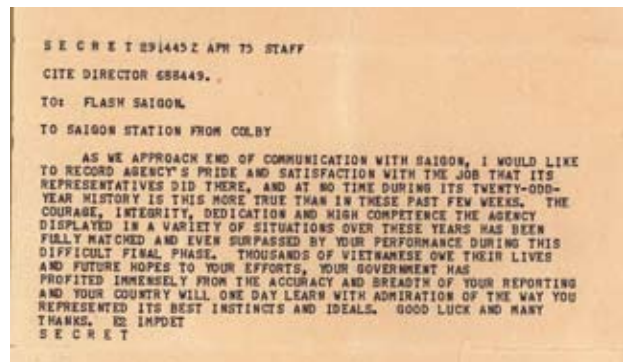 S E C R E T 291445Z APR 75 STAFF
CITE DIRECTOR 688449.
TO: FLASH SAIGON.
TO SAIGON STATION FROM COLBY
AS WE APPROACH END OF COMMUNICATION WITH SAIGON, I WOULD LIKE
TO RECORD AGENCY'S PRIDE AND SATISFACTION WITH THE JOB THAT ITS
REPRESENTATIVES DID THERE, AND AT NO TIME DURING ITS TWENTY-ODD-
YEAR HISTORY IS THIS MORE TRUE THAN IN THESE PAST FEW WEEKS. THE
COURAGE, INTEGRITY, DEDICATION AND HIGH COMPETENCE THE AGENCY
DISPLAYED IN A VARIETY OF SITUATIONS OVER THESE YEARS HAS BEEN
FULLY MATCHED AND EVEN SURPASSED BY YOUR PERFORMANCE DURING THIS
DIFFICULT FINAL PHASE. THOUSANDS OF VIETNAMESE OWE THEIR LIVES
AND FUTURE HOPES TO YOUR EFFORTS, YOUR GOVERNMENT HAS
PROFITED IMMENSELY FROM THE ACCURACY AND BREADTH OF YOUR REPORTING
AND YOUR COUNTRY WILL ONE DAY LEARN WITH ADMIRATION OF THE WAY YOU
REPRESENTED ITS BEST INSTINCTS AND IDEALS. GOOD LUCK AND MANY
THANKS. E2 IMPDET
S E C R E T